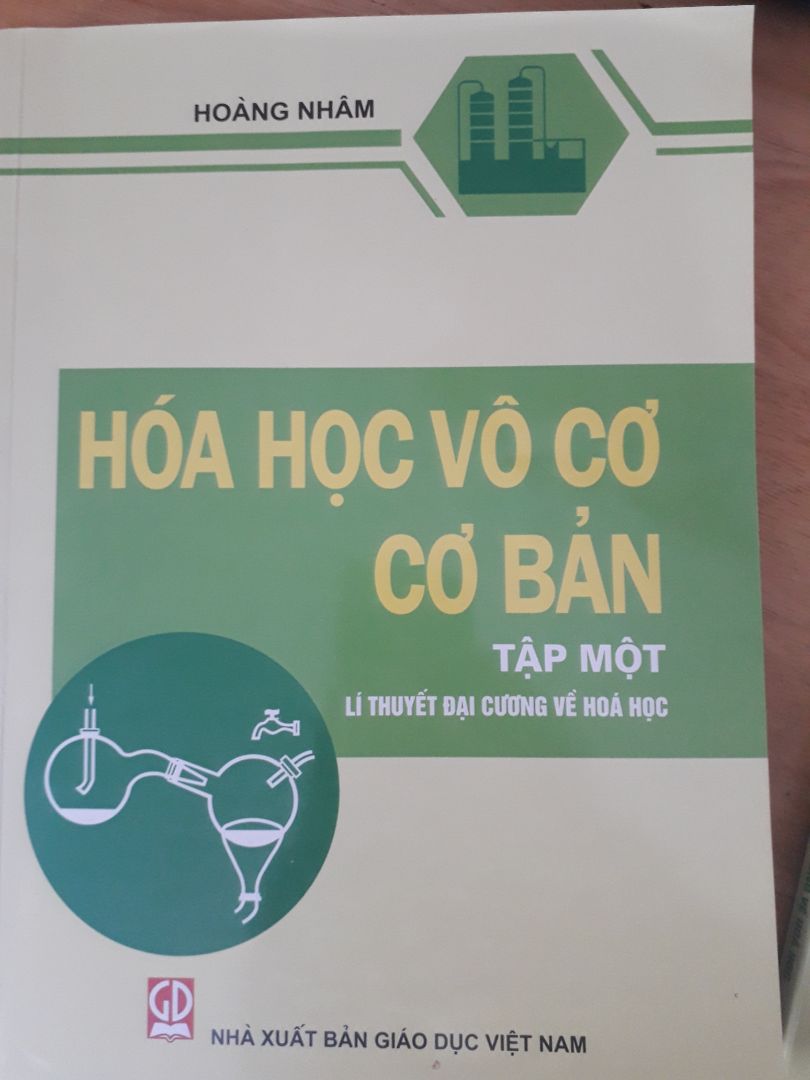 HOÀNG NHÂM
HÓA HỌC VÔ CƠ
CƠ BẢN
TẬP MỘT
LÍ THUYẾT ĐẠI CƯƠNG VỀ HOÁ HỌC
GD
NHÀ XUẤT BẢN GIÁO DỤC VIỆT NAM